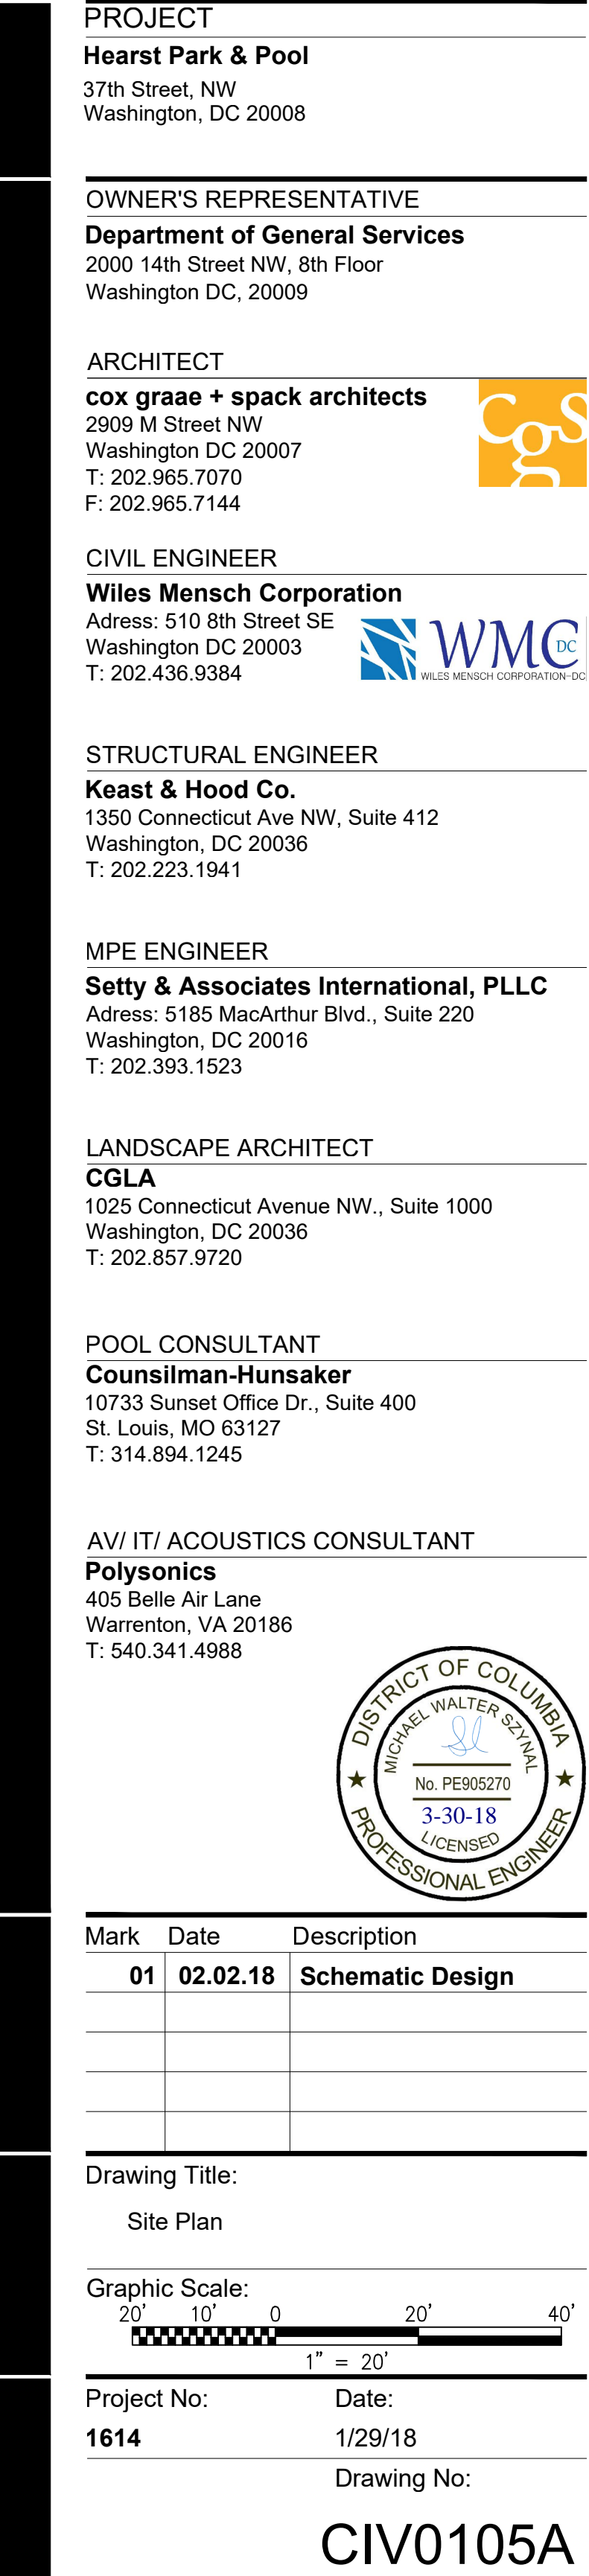 PROJECT
Hearst Park & Pool
37th Street, NW
Washington, DC 20008
OWNER'S REPRESENTATIVE
Department of General Services
2000 14th Street NW, 8th Floor
Washington DC, 20009
ARCHITECT
cox graae + spack architects
2909 M Street NW
Washington DC 20007
T: 202.965.7070
F: 202.965.7144
cgs
CIVIL ENGINEER
Wiles Mensch Corporation
Adress: 510 8th Street SE
Washington DC 20003
T: 202.436.9384
WMC DC
WILES MENSCH CORPORATION-DC
STRUCTURAL ENGINEER
Keast & Hood Co.
1350 Connecticut Ave NW, Suite 412
Washington, DC 20036
T: 202.223.1941
MPE ENGINEER
Setty & Associates International, PLLC
Adress: 5185 MacArthur Blvd., Suite 220
Washington, DC 20016
T: 202.393.1523
LANDSCAPE ARCHITECT
CGLA
1025 Connecticut Avenue NW., Suite 1000
Washington, DC 20036
T: 202.857.9720
POOL CONSULTANT
Counsilman-Hunsaker
10733 Sunset Office Dr., Suite 400
St. Louis, MO 63127
T: 314.894.1245
AV/ IT/ ACOUSTICS CONSULTANT
Polysonics
405 Belle Air Lane
Warrenton, VA 20186
T: 540.341.4988
DISTRICT OF COLUMBIA
MICHAEL WALTER SZYNAL
No. PE905270
3-30-18
LICENSED
PROFESSIONAL ENGINEER
Mark Date Description
01 02.02.18 Schematic Design
Drawing Title:
Site Plan
Graphic Scale:
20' 10' 0 20' 40'
1" = 20'
Project No: Date:
1614 1/29/18
Drawing No:
CIV0105A